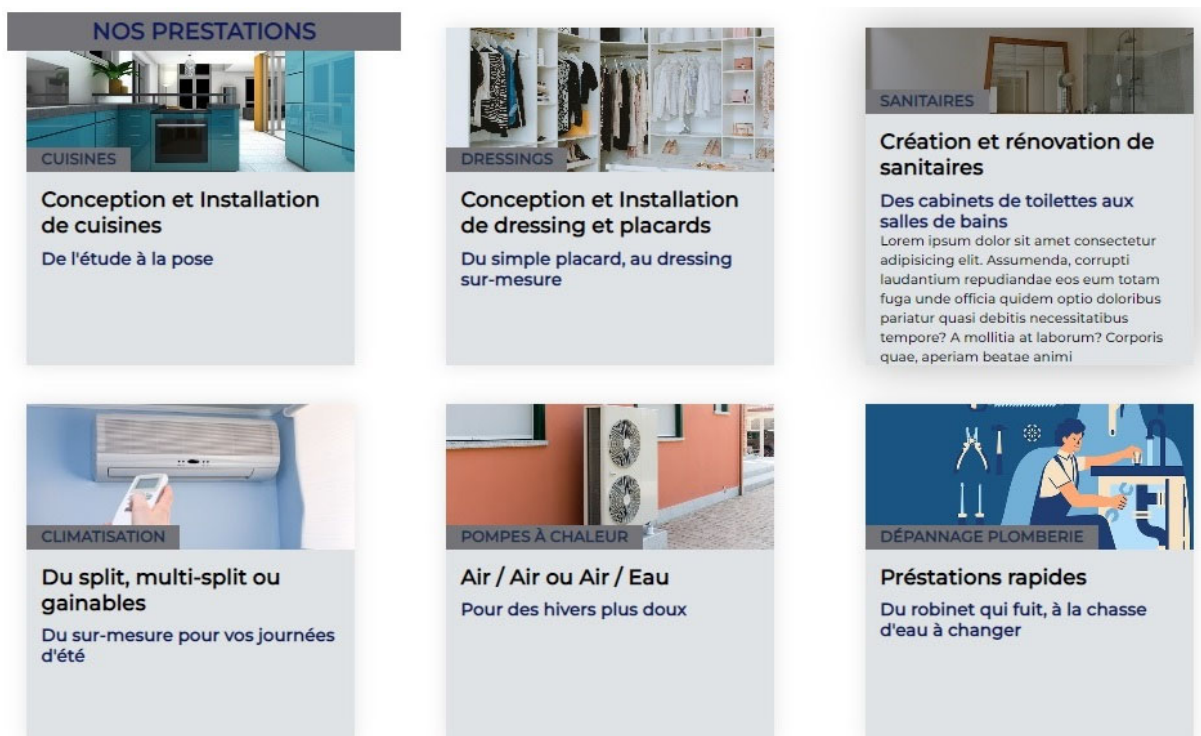 NOS PRESTATIONS
CUISINES
Conception et Installation
de cuisines
De l'étude à la pose
DRESSINGS
Conception et Installation
de dressing et placards
Du simple placard, au dressing
sur-mesure
SANITAIRES
Création et rénovation de
sanitaires
Des cabinets de toilettes aux
salles de bains
Lorem ipsum dolor sit amet consectetur
adipisicing elit. Assumenda, corrupti
laudantium repudiandae eos eum totam
fuga unde officia quidem optio doloribus
pariatur quasi debitis necessitatibus
tempore? A mollitia at laborum? Corporis
quae, aperiam beatae animi
CLIMATISATION
Du split, multi-split ou
gainables
Du sur-mesure pour vos journées
d'été
POMPES À CHALEUR
Air / Air ou Air / Eau
Pour des hivers plus doux
DÉPANNAGE PLOMBERIE
Préstations rapides
Du robinet qui fuit, à la chasse
d'eau à changer